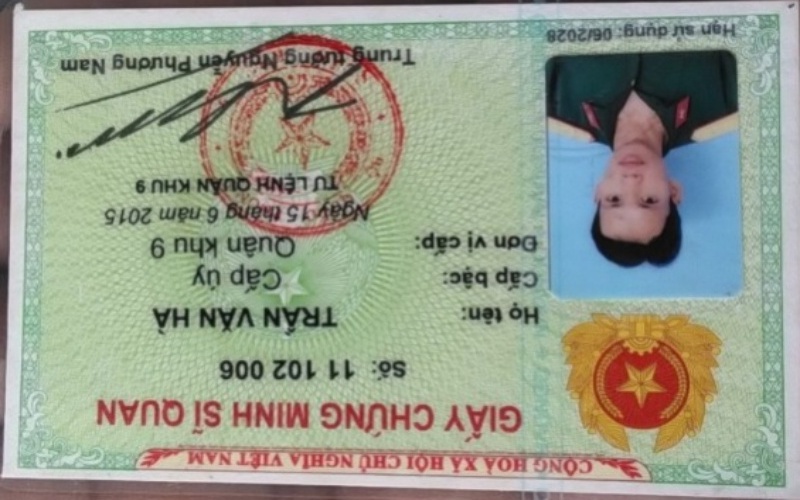 CỘNG HOÀ XÃ HỘI CHỦ NGHĨA VIỆT NAM
GIẤY CHỨNG MINH SĨ QUAN
Số: 11 102 006
Họ tên: TRẦN VĂN HÀ
Cấp bậc: Cấp úy
Đơn vị cấp: Quân khu 9
Ngày 15 tháng 6 năm 2015
TƯ LỆNH QUÂN KHU 9
Trung tướng Nguyễn Phương Nam
Hạn sử dụng: 06/2028